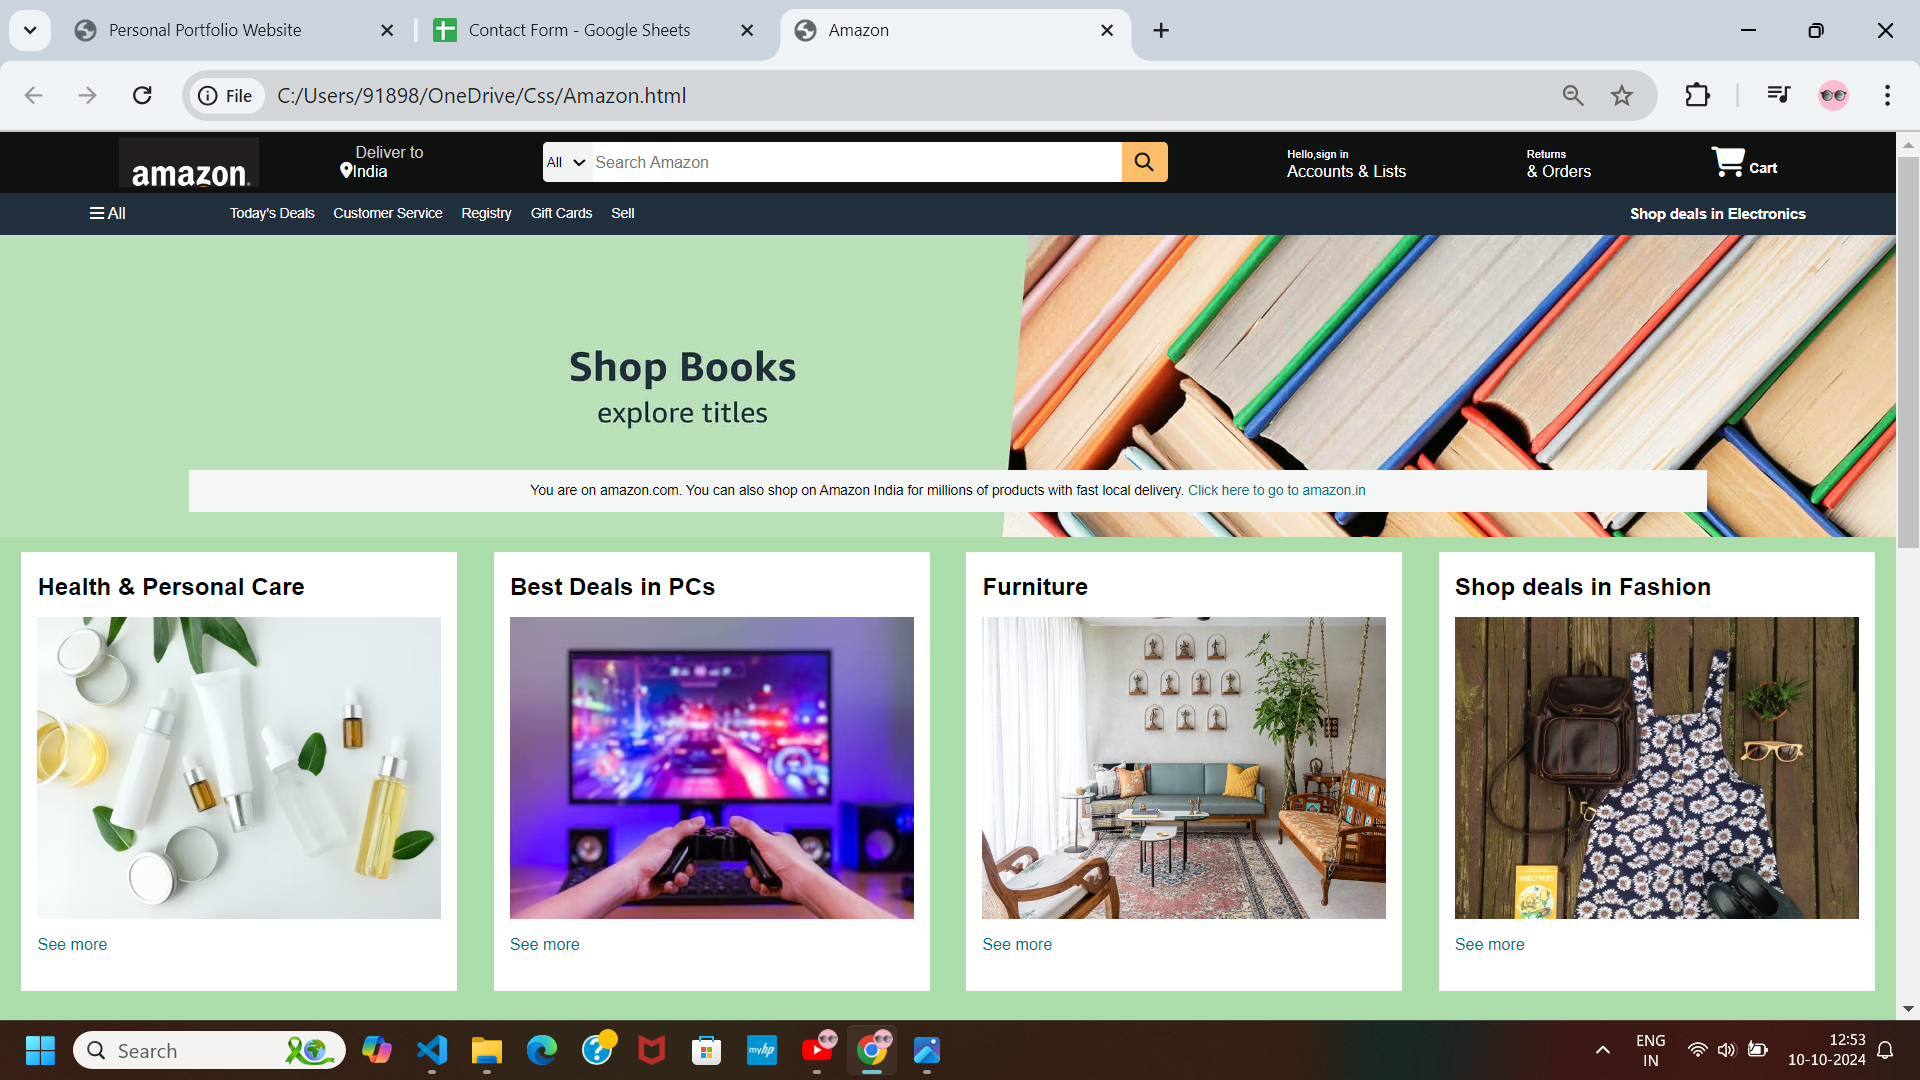 Personal Portfolio Website
Contact Form - Google Sheets
Amazon
File
C:/Users/91898/OneDrive/Css/Amazon.html
amazon
Deliver to
India
All
Search Amazon
Hello,sign in
Accounts & Lists
Returns
& Orders
Cart
All
Today's Deals
Customer Service
Registry
Gift Cards
Sell
Shop deals in Electronics
Shop Books
explore titles
You are on amazon.com. You can also shop on Amazon India for millions of products with fast local delivery. Click here to go to amazon.in
Health & Personal Care
Best Deals in PCs
Furniture
Shop deals in Fashion
INSECT PESTS
See more
See more
See more
See more
Search
myhp
ENG
IN
12:53
10-10-2024